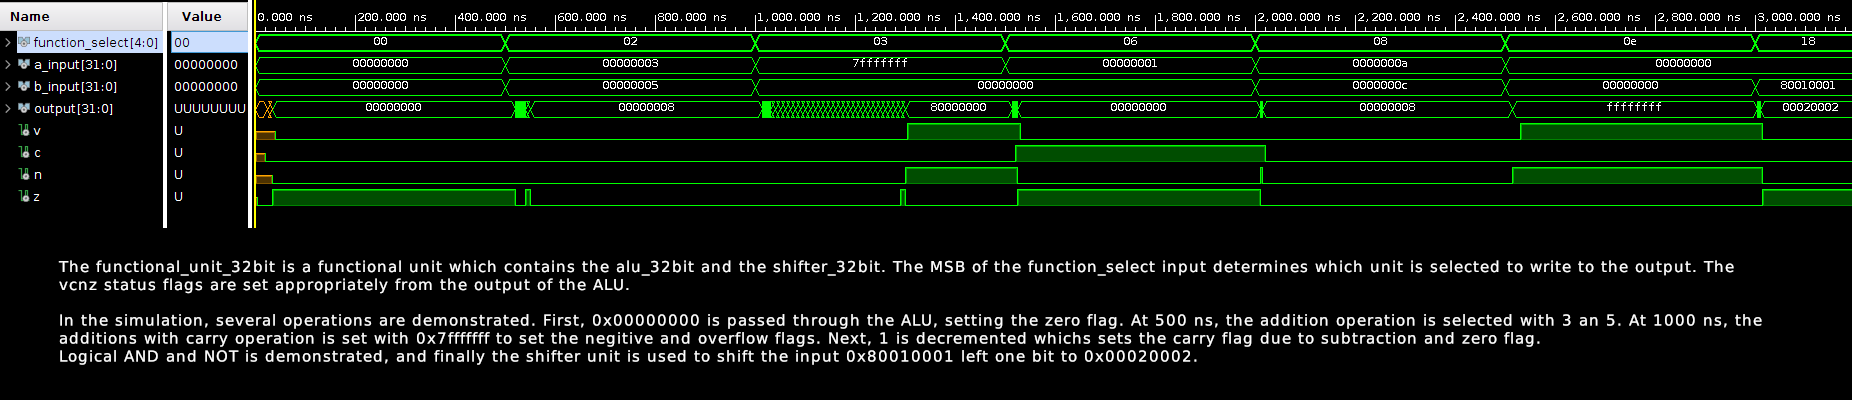 Name Value 0.000 ns 200.000 ns 400.000 ns 600.000 ns 800.000 ns 1,000.000 ns 1,200.000 ns 1,400.000 ns 1,600.000 ns 1,800.000 ns 2,000.000 ns 2,200.000 ns 2,400.000 ns 2,600.000 ns 2,800.000 ns 3,000.000 ns
function_select[4:0] 00 00 02 03 06 08 0e 18
a_input[31:0] 00000000 00000000 00000003 7fffffff 00000001 0000000a 00000000
b_input[31:0] 00000000 00000000 00000005 00000000 0000000c 00000000 80010001
output[31:0] UUUUUUUU 00000000 00000008 80000000 00000000 00000008 ffffffff 00020002
v U
c U
n U
z U
The functional_unit_32bit is a functional unit which contains the alu_32bit and the shifter_32bit. The MSB of the function_select input determines which unit is selected to write to the output. The
vcnz status flags are set appropriately from the output of the ALU.
In the simulation, several operations are demonstrated. First, 0x00000000 is passed through the ALU, setting the zero flag. At 500 ns, the addition operation is selected with 3 an 5. At 1000 ns, the
additions with carry operation is set with 0x7fffffff to set the negitive and overflow flags. Next, 1 is decremented whichs sets the carry flag due to subtraction and zero flag.
Logical AND and NOT is demonstrated, and finally the shifter unit is used to shift the input 0x80010001 left one bit to 0x00020002.